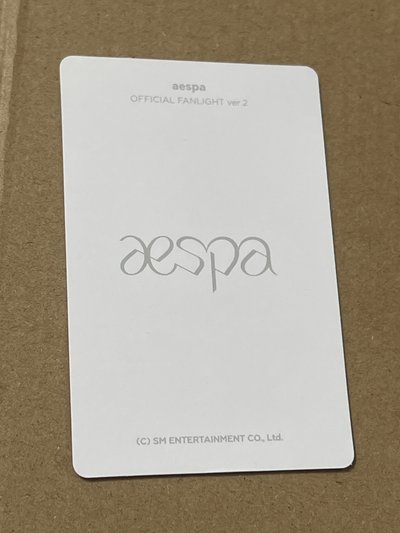 aespa
OFFICIAL FANLIGHT ver 2
aespa
(C) SM ENTERTAINMENT CO., Ltd.